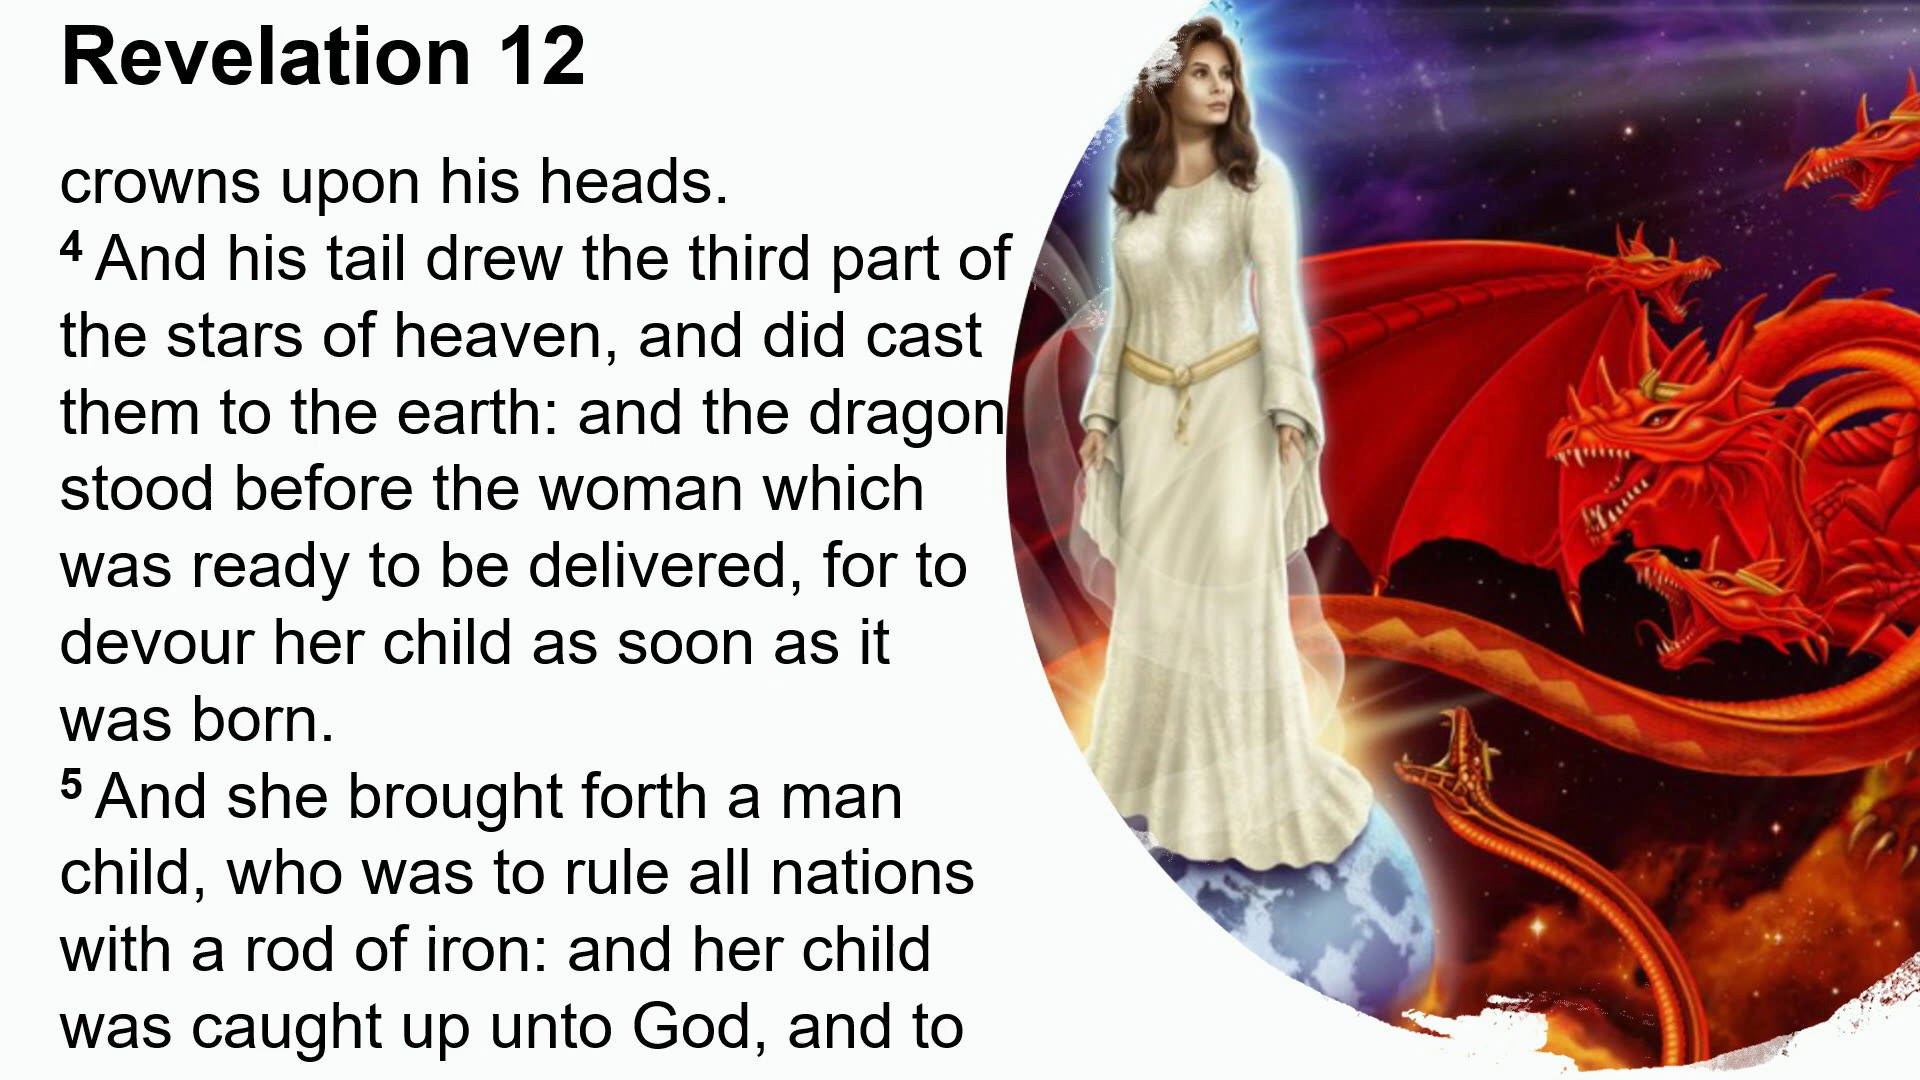 Revelation 12
crowns upon his heads.
4 And his tail drew the third part of
the stars of heaven, and did cast
them to the earth: and the dragon
stood before the woman which
was ready to be delivered, for to
devour her child as soon as it
was born.
5 And she brought forth a man
child, who was to rule all nations
with a rod of iron: and her child
was caught up unto God, and to